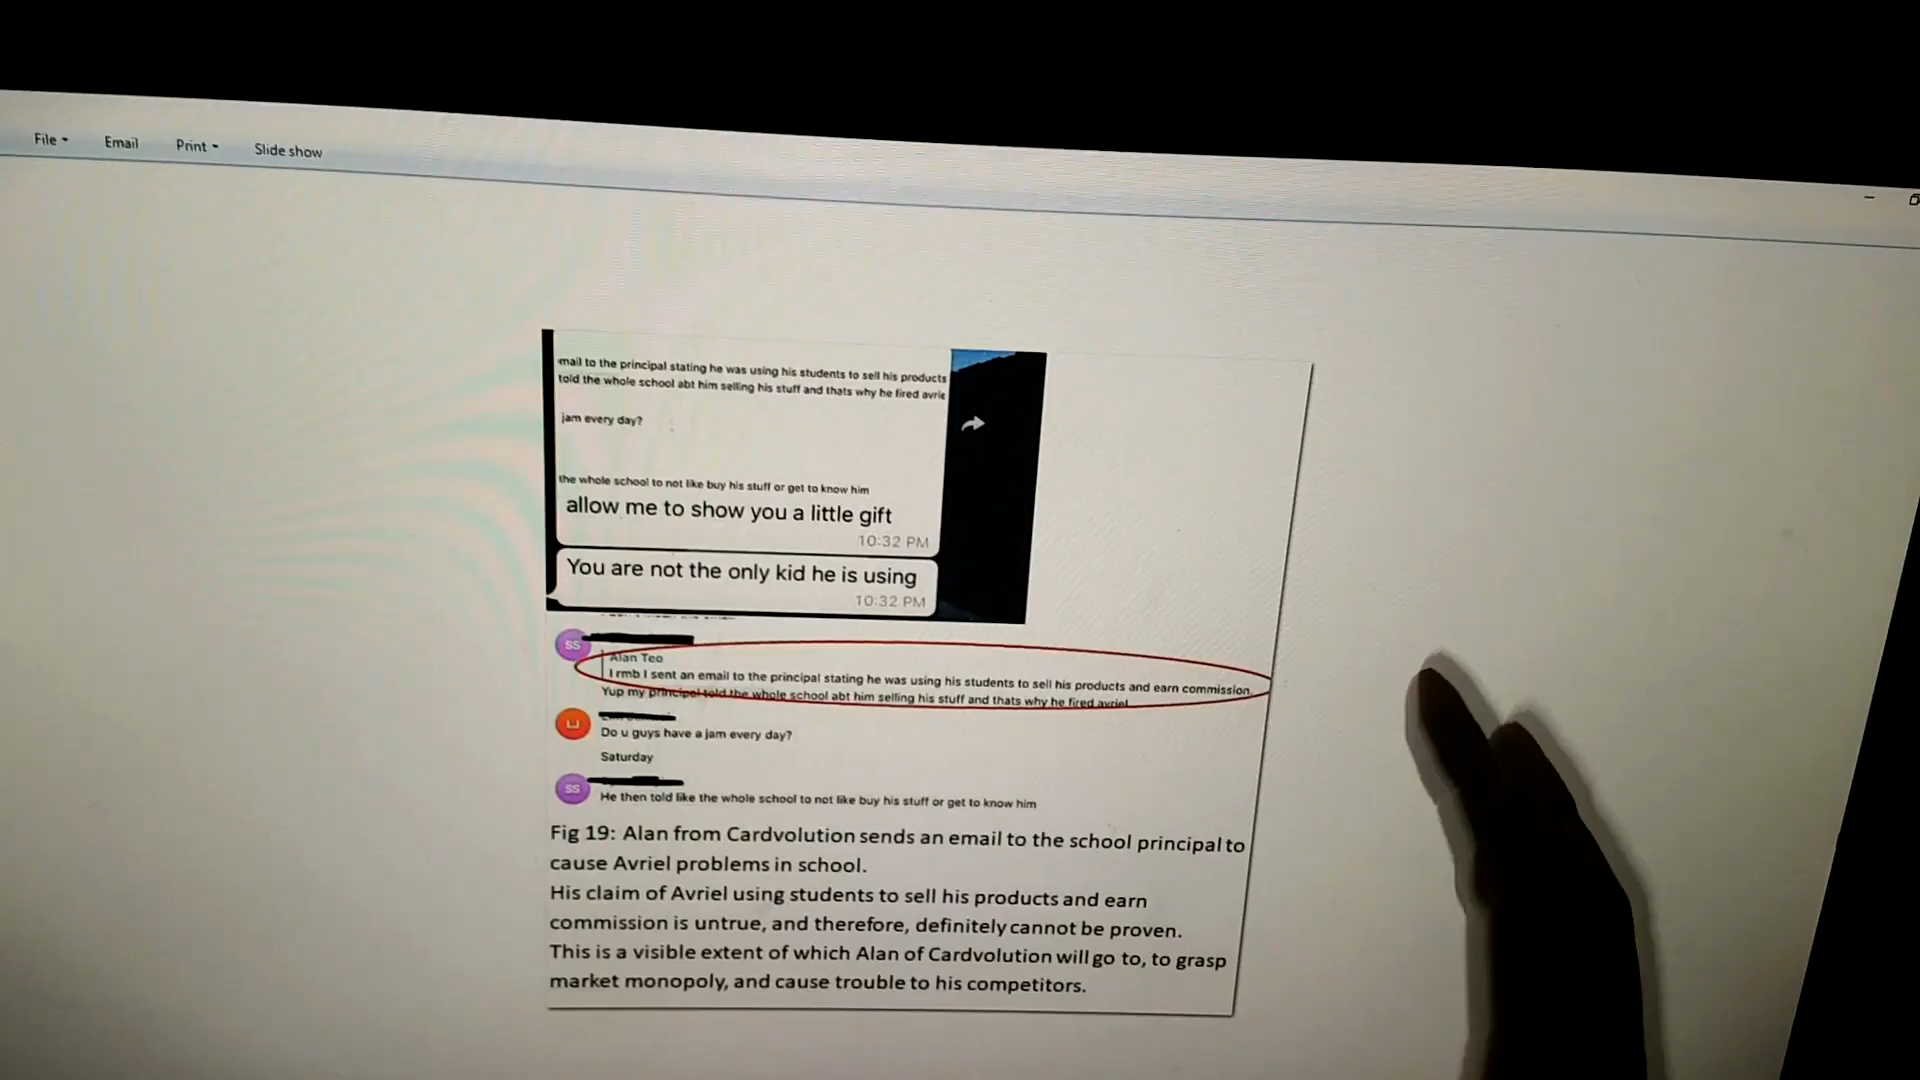 File
Email
Print
Slide show
mail to the principal stating he was using his students to sell his products
told the whole school abt him selling his stuff and thats why he fired avrie
jam every day?
the whole school to not like buy his stuff or get to know him
allow me to show you a little gift
10:32 PM
You are not the only kid he is using
10:32 PM
SS
Alan Teo
I rmb I sent an email to the principal stating he was using his students to sell his products and earn commission.
Yup my principal told the whole school abt him selling his stuff and thats why he fired avriel
Do u guys have a jam every day?
Saturday
SS
He then told like the whole school to not like buy his stuff or get to know him
Fig 19: Alan from Cardvolution sends an email to the school principal to
cause Avriel problems in school.
His claim of Avriel using students to sell his products and earn
commission is untrue, and therefore, definitely cannot be proven.
This is a visible extent of which Alan of Cardvolution will go to, to grasp
market monopoly, and cause trouble to his competitors.